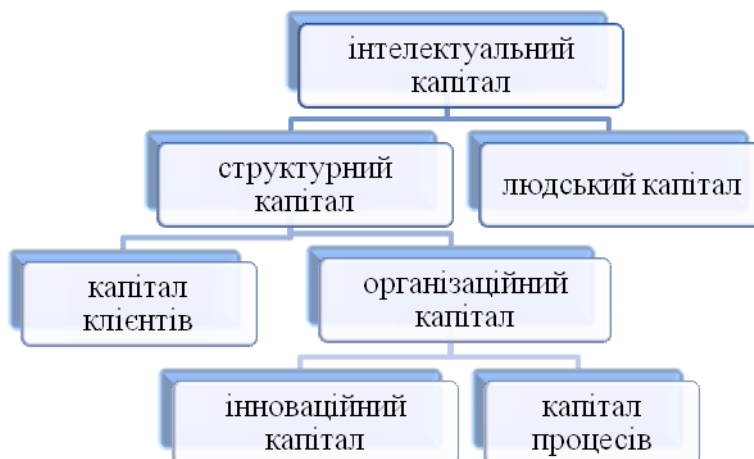 інтелектуальний
капітал
структурний
капітал
людський капітал
капітал
клієнтів
організаційний
капітал
інноваційний
капітал
капітал
процесів